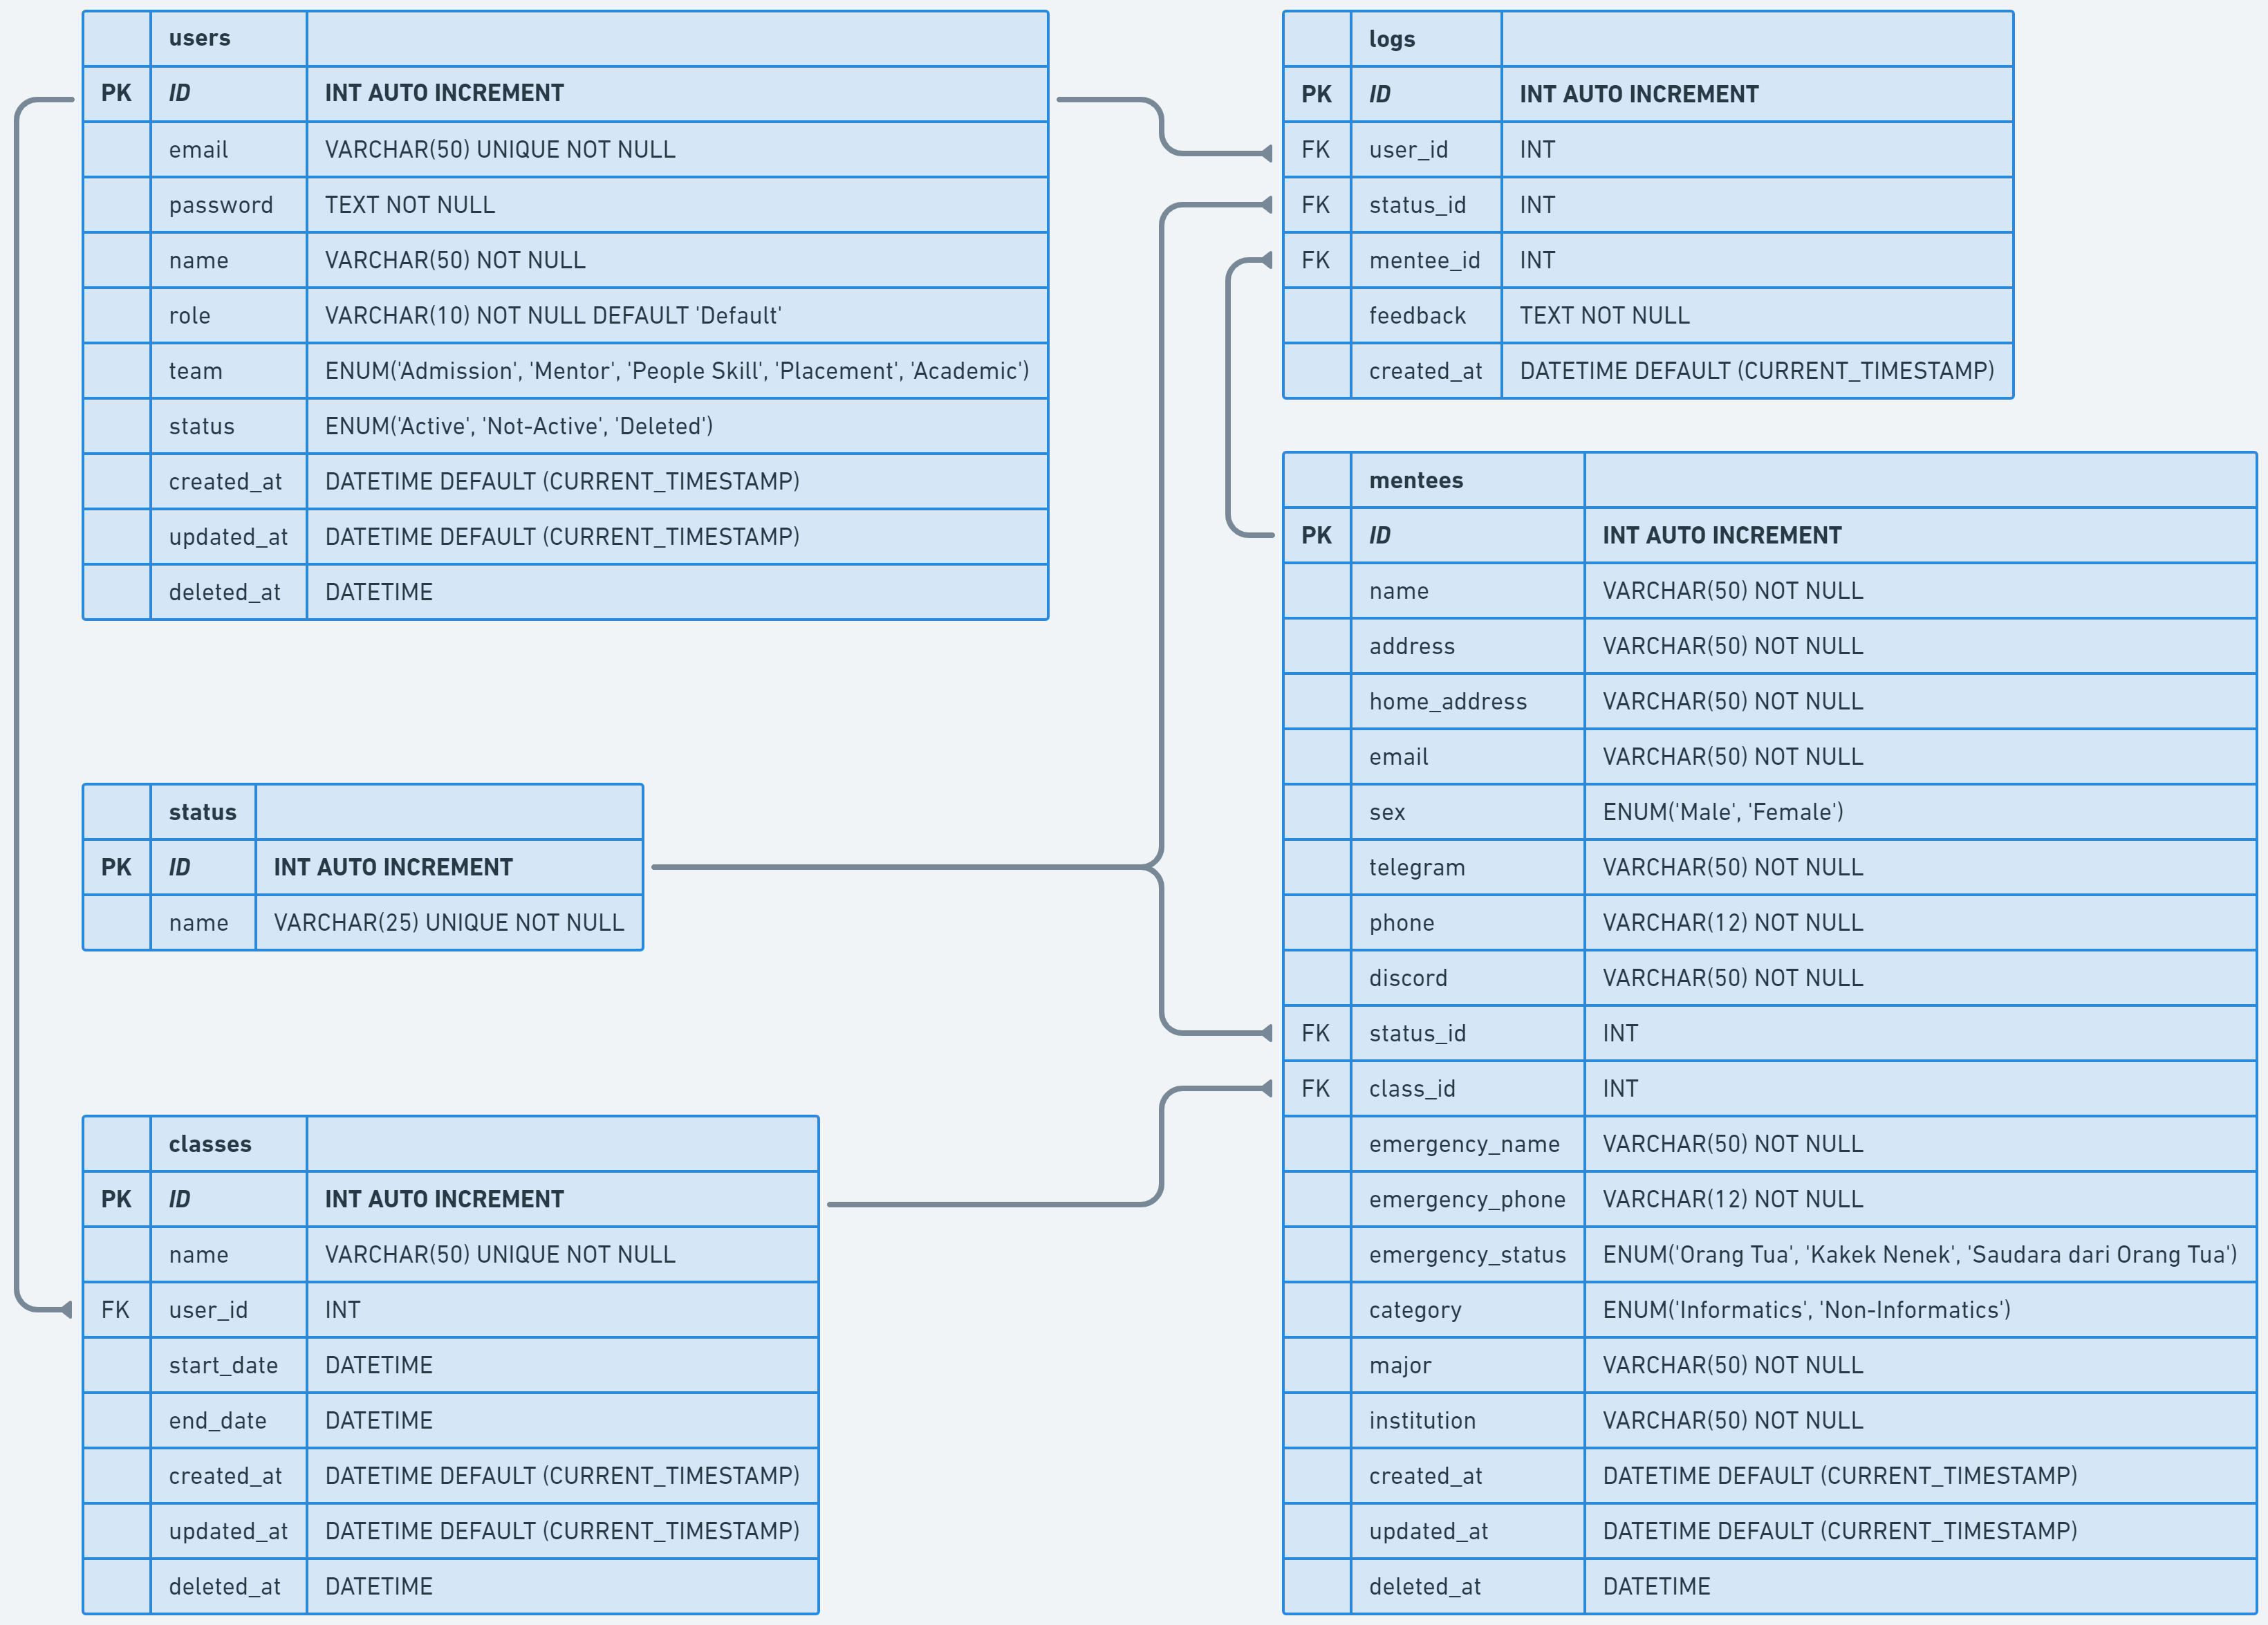 users
PK ID INT AUTO INCREMENT
email VARCHAR(50) UNIQUE NOT NULL
password TEXT NOT NULL
name VARCHAR(50) NOT NULL
role VARCHAR(10) NOT NULL DEFAULT 'Default'
team ENUM('Admission', 'Mentor', 'People Skill', 'Placement', 'Academic')
status ENUM('Active', 'Not-Active', 'Deleted')
created_at DATETIME DEFAULT (CURRENT_TIMESTAMP)
updated_at DATETIME DEFAULT (CURRENT_TIMESTAMP)
deleted_at DATETIME
status
PK ID INT AUTO INCREMENT
name VARCHAR(25) UNIQUE NOT NULL
classes
PK ID INT AUTO INCREMENT
name VARCHAR(50) UNIQUE NOT NULL
FK user_id INT
start_date DATETIME
end_date DATETIME
created_at DATETIME DEFAULT (CURRENT_TIMESTAMP)
updated_at DATETIME DEFAULT (CURRENT_TIMESTAMP)
deleted_at DATETIME
logs
PK ID INT AUTO INCREMENT
FK user_id INT
FK status_id INT
FK mentee_id INT
feedback TEXT NOT NULL
created_at DATETIME DEFAULT (CURRENT_TIMESTAMP)
mentees
PK ID INT AUTO INCREMENT
name VARCHAR(50) NOT NULL
address VARCHAR(50) NOT NULL
home_address VARCHAR(50) NOT NULL
email VARCHAR(50) NOT NULL
sex ENUM('Male', 'Female')
telegram VARCHAR(50) NOT NULL
phone VARCHAR(12) NOT NULL
discord VARCHAR(50) NOT NULL
FK status_id INT
FK class_id INT
emergency_name VARCHAR(50) NOT NULL
emergency_phone VARCHAR(12) NOT NULL
emergency_status ENUM('Orang Tua', 'Kakek Nenek', 'Saudara dari Orang Tua')
category ENUM('Informatics', 'Non-Informatics')
major VARCHAR(50) NOT NULL
institution VARCHAR(50) NOT NULL
created_at DATETIME DEFAULT (CURRENT_TIMESTAMP)
updated_at DATETIME DEFAULT (CURRENT_TIMESTAMP)
deleted_at DATETIME